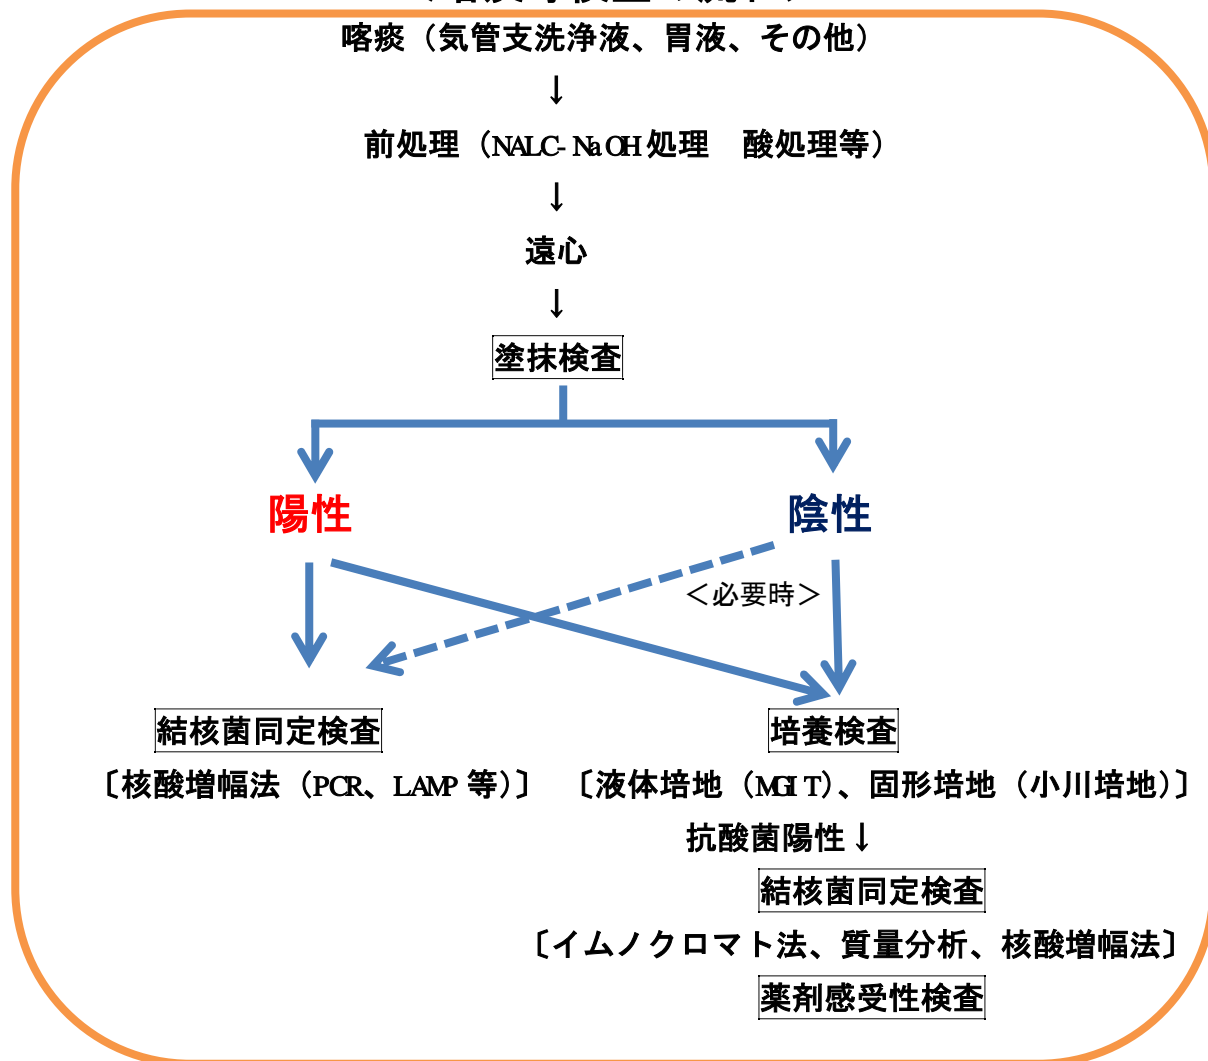 喀痰（気管支洗浄液、胃液、その他）
↓
前処理（NALC-NaOH処理　酸処理等）
↓
遠心
↓
塗抹検査
陽性
陰性
＜必要時＞
結核菌同定検査
〔核酸増幅法（PCR、LAMP 等）〕
培養検査
〔液体培地（MGIT）、固形培地（小川培地）〕
抗酸菌陽性↓
結核菌同定検査
〔イムノクロマト法、質量分析、核酸増幅法〕
薬剤感受性検査